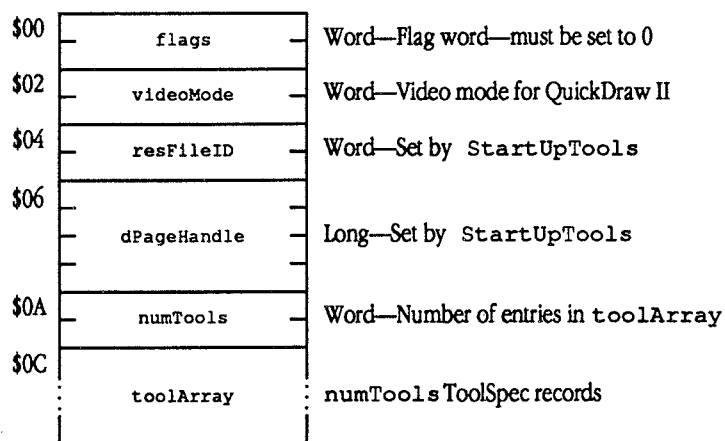 $00 flags Word—Flag word—must be set to 0
$02 videoMode Word—Video mode for QuickDraw II
$04 resFileID Word—Set by StartUpTools
$06
dPageHandle Long—Set by StartUpTools
$0A numTools Word—Number of entries in toolArray
$0C
toolArray numTools ToolSpec records